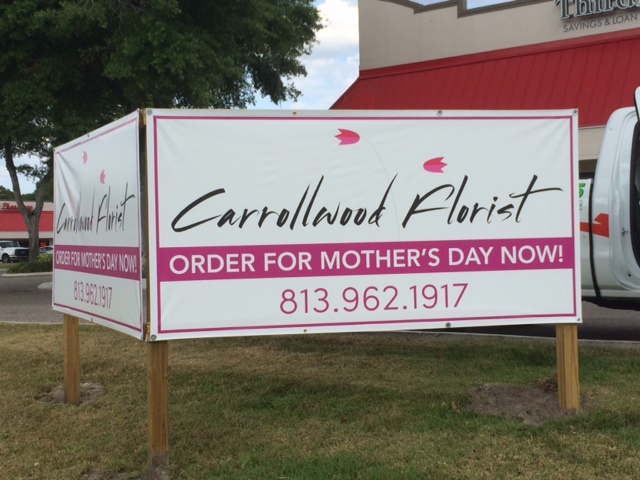 Carrollwood Florist
ORDER FOR MOTHER'S DAY NOW!
813.962.1917
Carrollwood Florist
ORDER FOR MOTHER'S DAY NOW!
813.962.1917
SAVINGS & LOAN